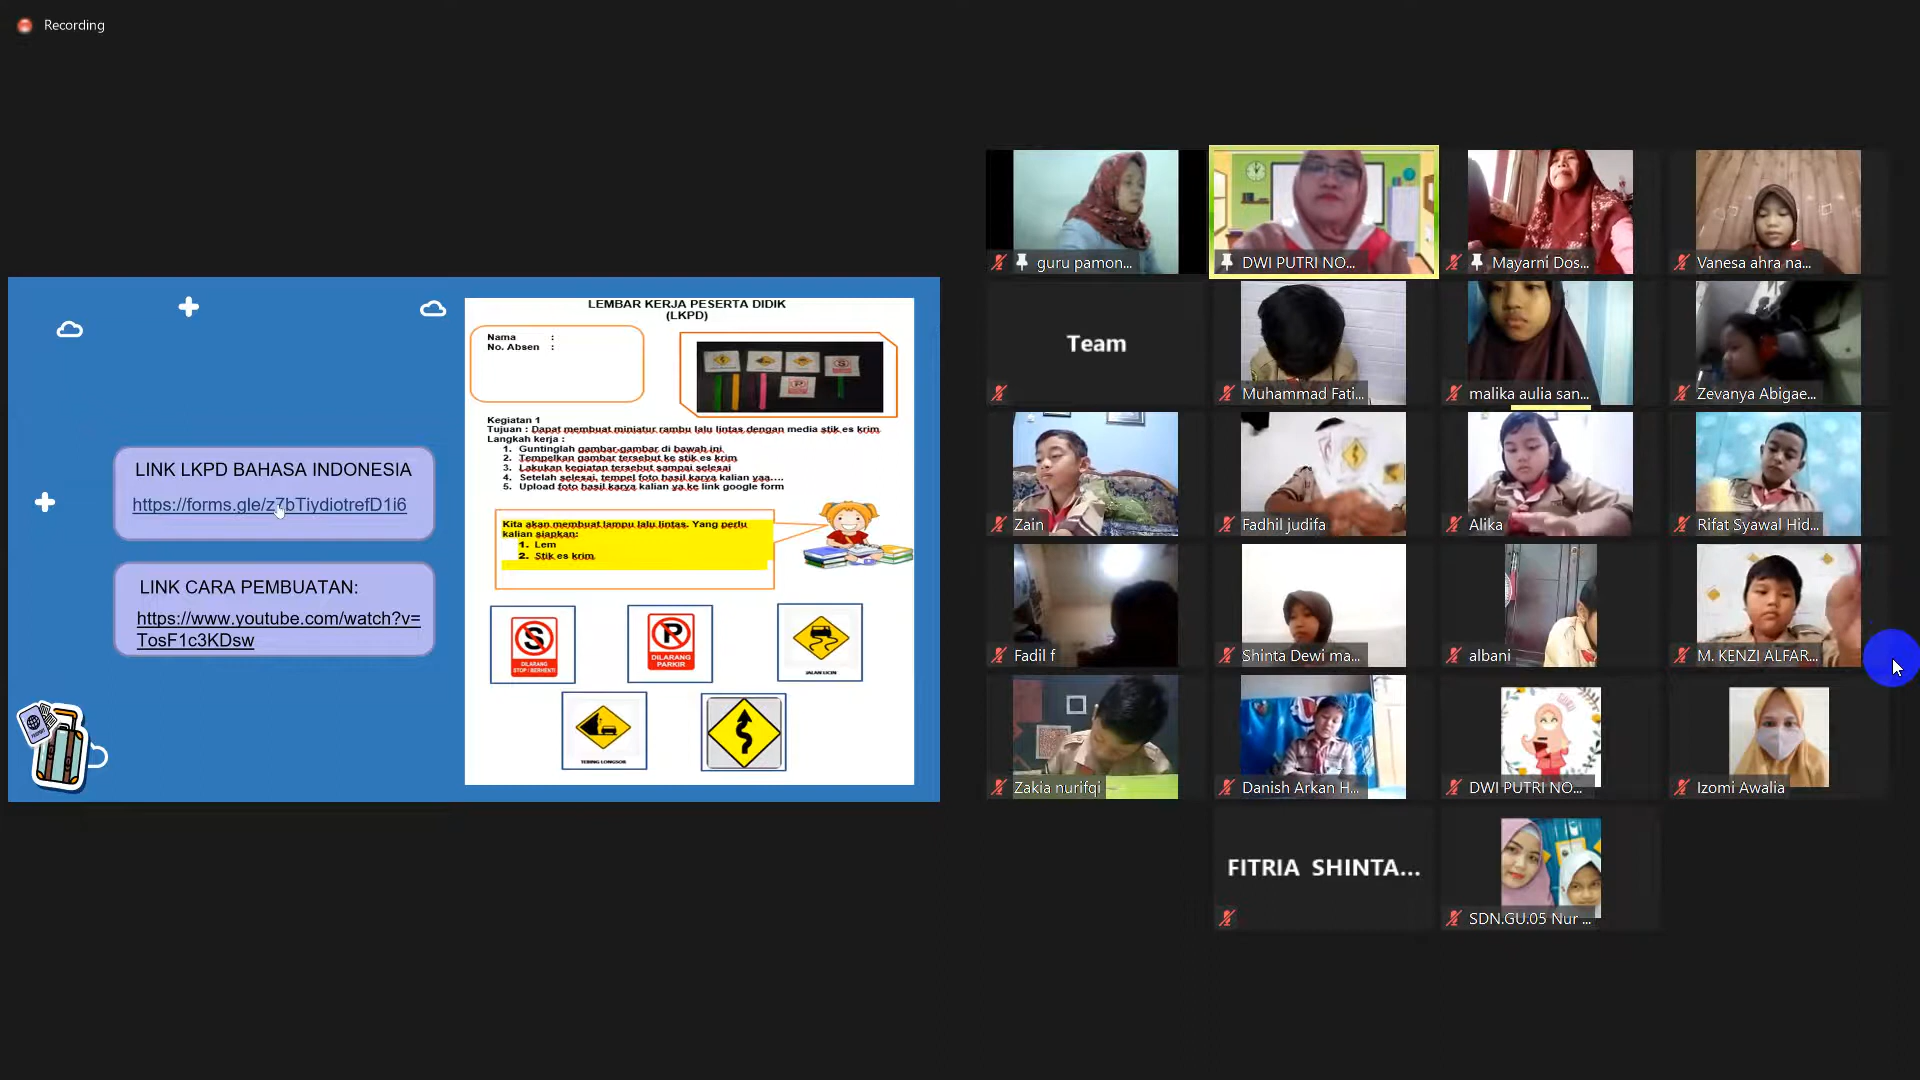 Recording
LINK LKPD BAHASA INDONESIA
https://forms.gle/z7bTiydiotrefD1i6
LINK CARA PEMBUATAN:
https://www.youtube.com/watch?v=
TosF1c3KDsw
LEMBAR KERJA PESERTA DIDIK
(LKPD)
Nama :
No. Absen :
Kegiatan 1
Tujuan : Dapat membuat miniatur rambu lalu lintas dengan media stik es krim
Langkah kerja :
1. Guntinglah gambar-gambar di bawah ini
2. Tempelkan gambar tersebut ke stik es krim
3. Lakukan kegiatan tersebut sampai selesai
4. Setelah selesai, tempel foto hasil karya kalian yaa....
5. Upload foto hasil karya kalian ya ke link google form
Kita akan membuat lampu lalu lintas. Yang perlu
kalian siapkan:
1. Lem
2. Stik es krim
S
DILARANG
STOP / BERHENTI
P
DILARANG
PARKIR
JALAN LICIN
TEBING LONGSOR
guru pamon...
DWI PUTRI NO...
Mayarni Dos...
Vanesa ahra na...
Team
Muhammad Fati...
malika aulia san...
Zevanya Abigae...
Zain
Fadhil judifa
Alika
Rifat Syawal Hid...
Fadil f
Shinta Dewi ma...
albani
M. KENZI ALFAR...
Zakia nurifqi
Danish Arkan H...
DWI PUTRI NO...
Izomi Awalia
FITRIA SHINTA...
SDN.GU.05 Nur ...